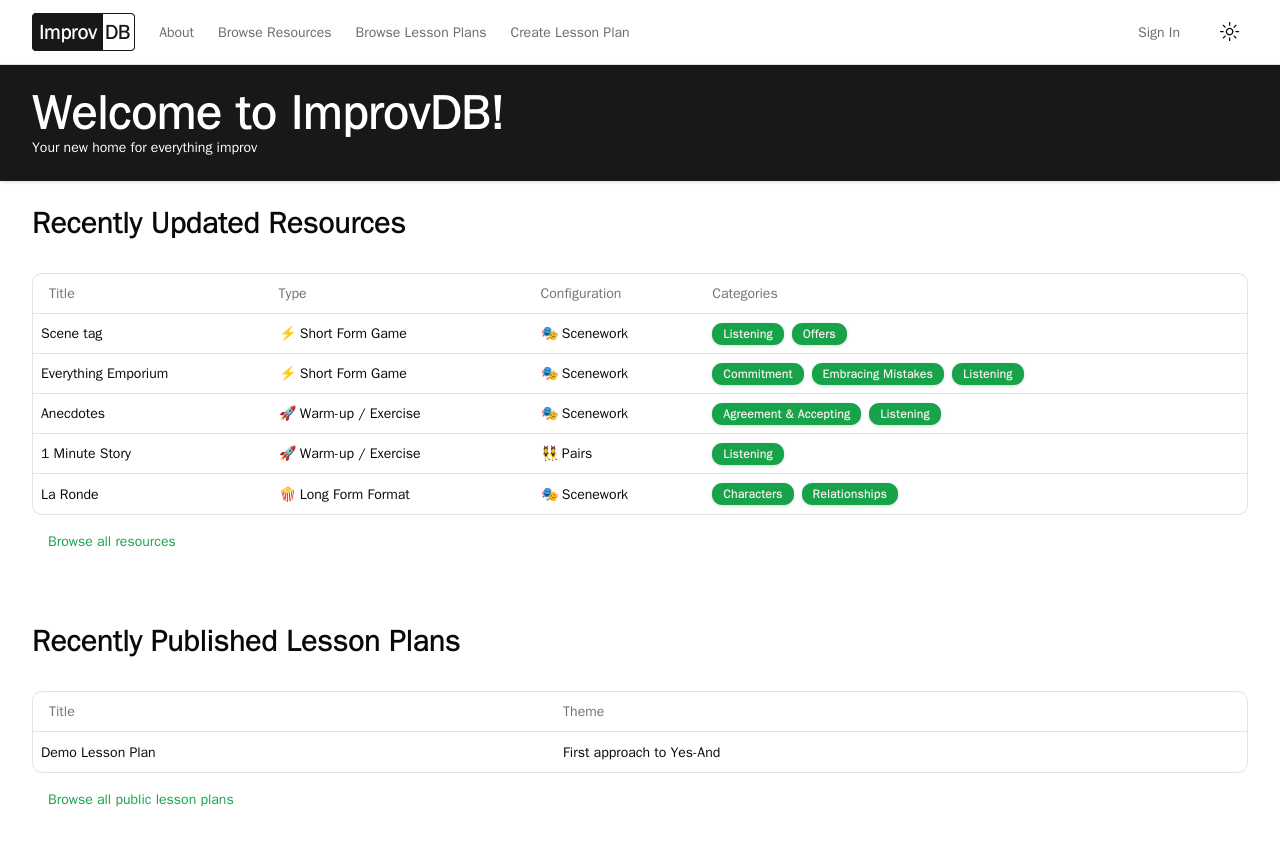 Improv DB About Browse Resources Browse Lesson Plans Create Lesson Plan Sign In
Welcome to ImprovDB!
Your new home for everything improv
Recently Updated Resources
Title Type Configuration Categories
Scene tag ⚡ Short Form Game 🎭 Scenework Listening Offers
Everything Emporium ⚡ Short Form Game 🎭 Scenework Commitment Embracing Mistakes Listening
Anecdotes 🚀 Warm-up / Exercise 🎭 Scenework Agreement & Accepting Listening
1 Minute Story 🚀 Warm-up / Exercise 👯 Pairs Listening
La Ronde 🍿 Long Form Format 🎭 Scenework Characters Relationships
Browse all resources
Recently Published Lesson Plans
Title Theme
Demo Lesson Plan First approach to Yes-And
Browse all public lesson plans